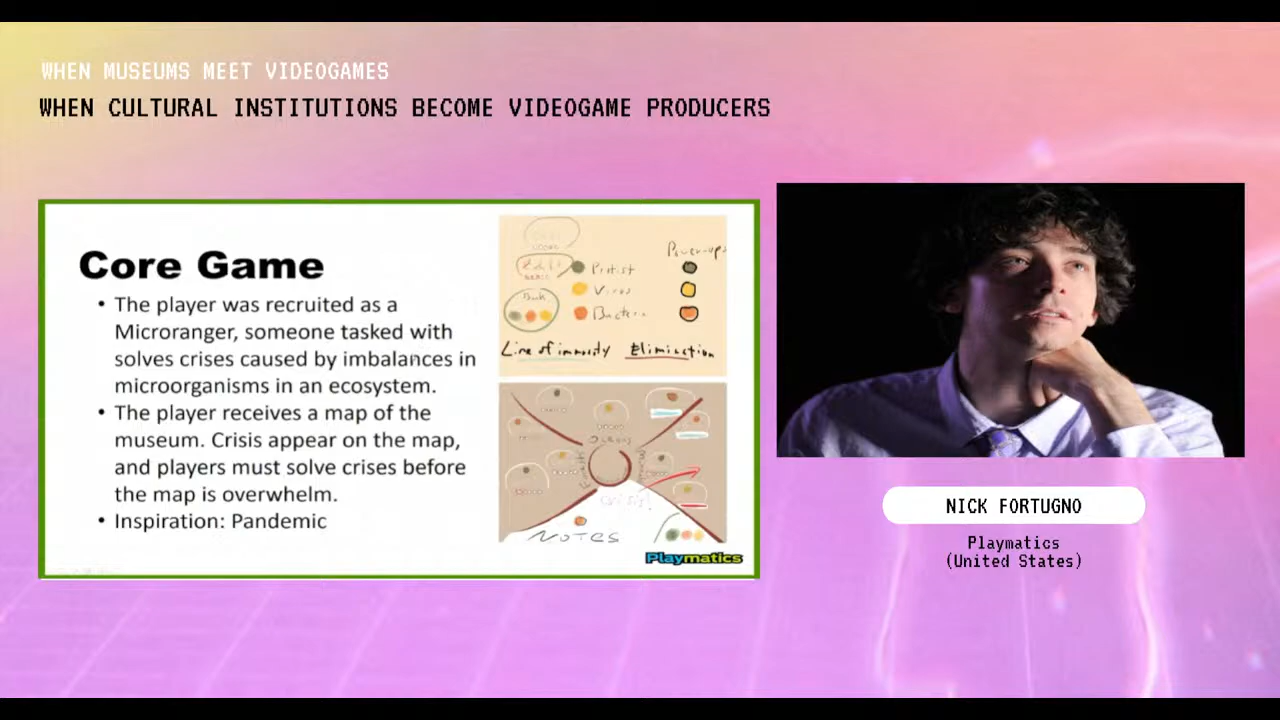 WHEN MUSEUMS MEET VIDEOGAMES
WHEN CULTURAL INSTITUTIONS BECOME VIDEOGAME PRODUCERS
Core Game
• The player was recruited as a
Microranger, someone tasked with
solves crises caused by imbalances in
microorganisms in an ecosystem.
• The player receives a map of the
museum. Crisis appear on the map,
and players must solve crises before
the map is overwhelm.
• Inspiration: Pandemic
Power-ups
Protist
Virus
Bacteria
Line of immunity Elimination
Oceans
crisis!
NOTES
Playmatics
NICK FORTUGNO
Playmatics
(United States)